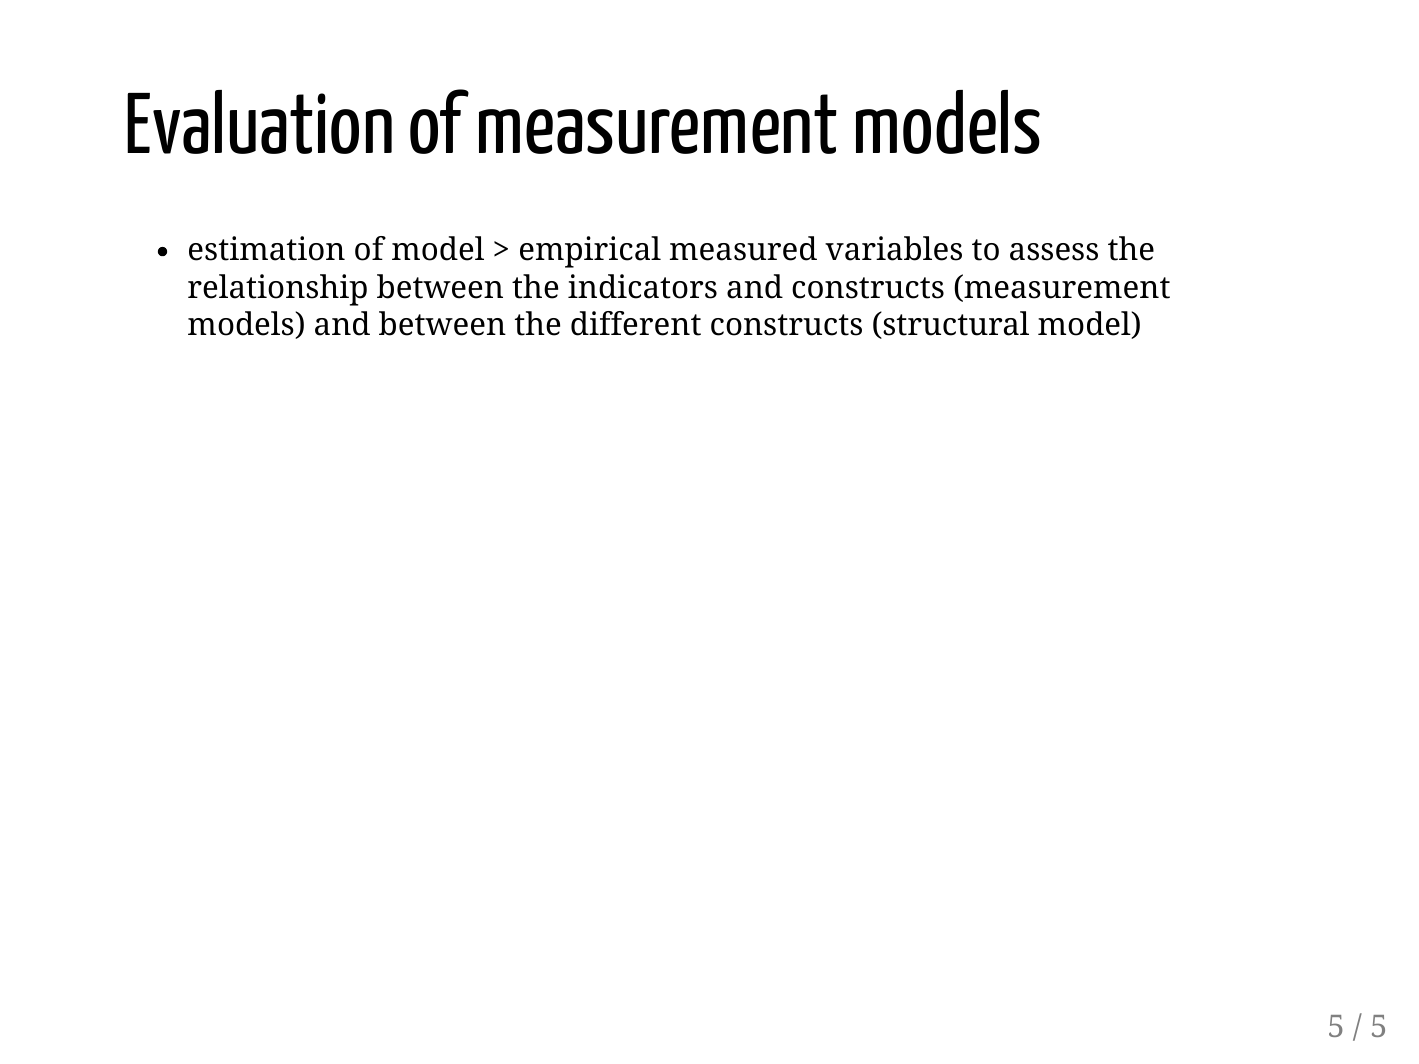 Evaluation of measurement models
• estimation of model > empirical measured variables to assess the
relationship between the indicators and constructs (measurement
models) and between the different constructs (structural model)
5 / 5